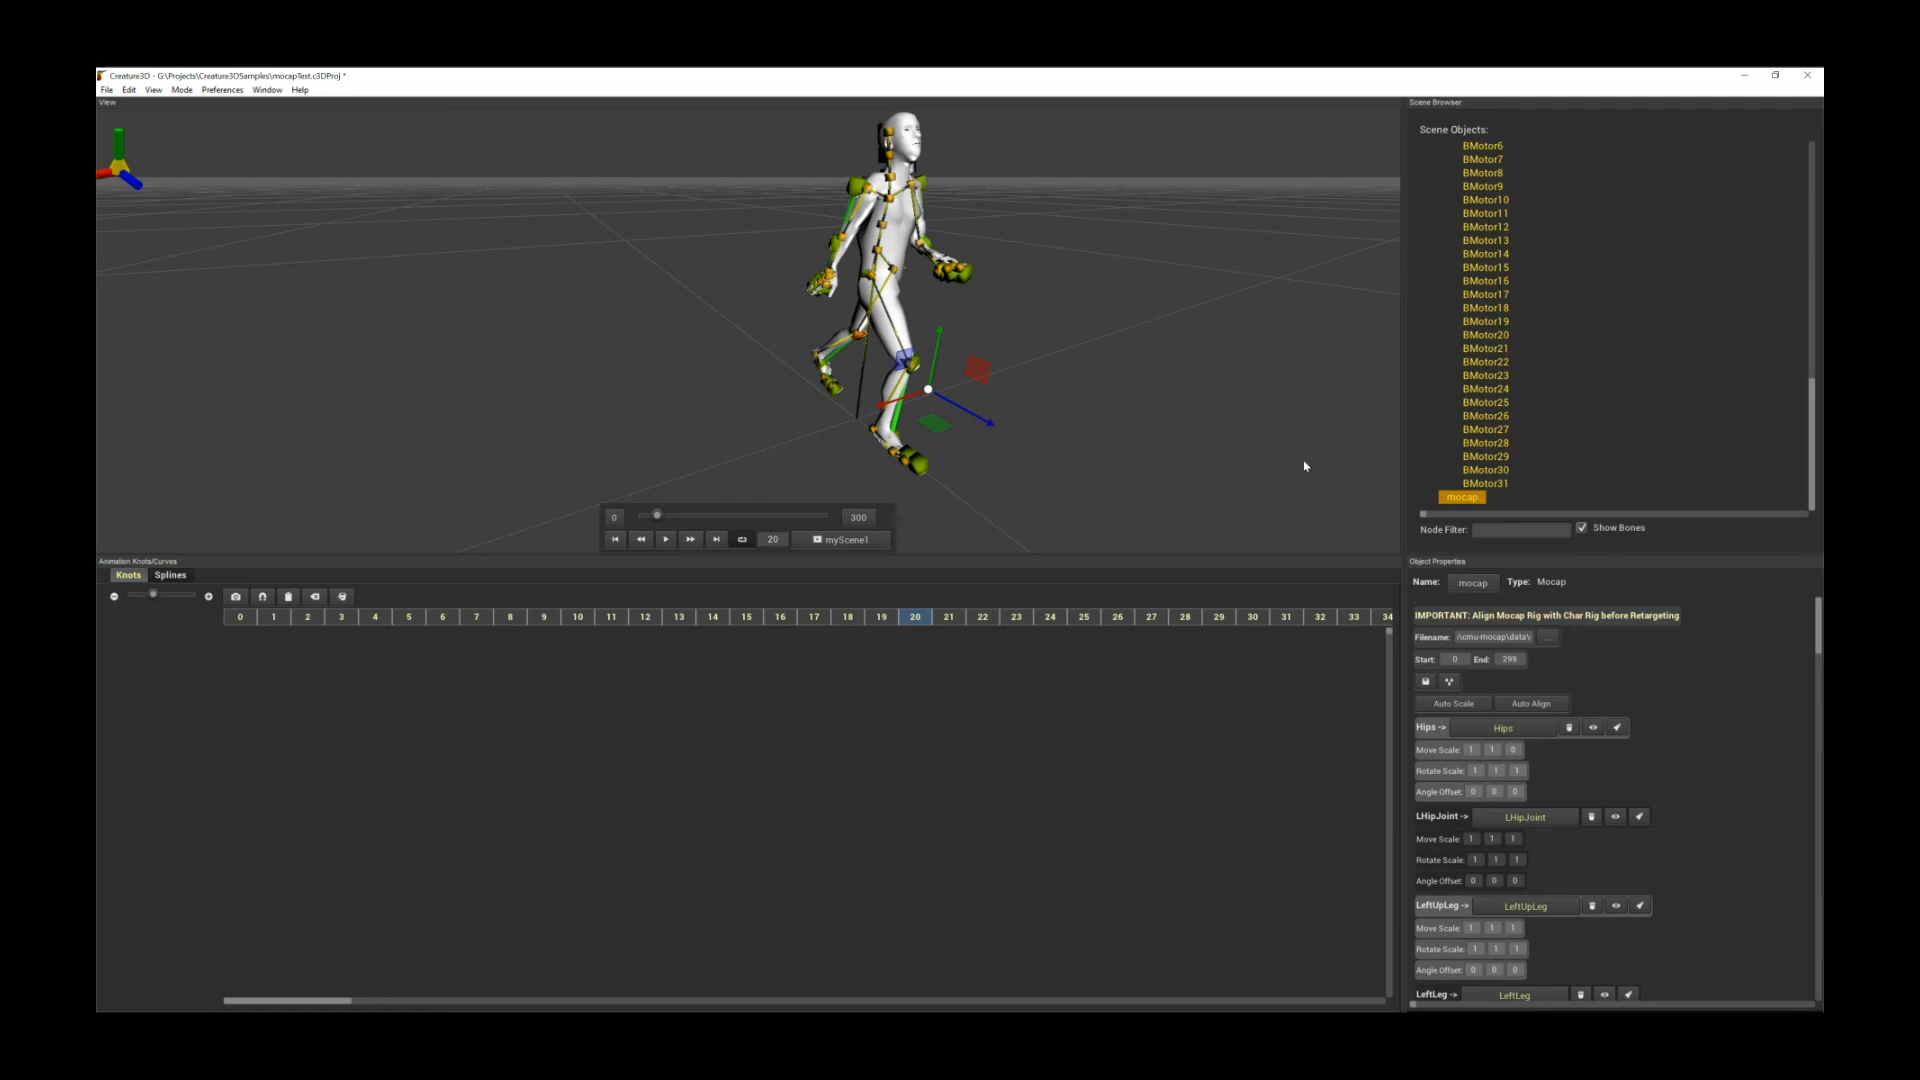 Creature3D - G:\Projects\Creature3DSamples\mocapTest.c3DProj *
File Edit View Mode Preferences Window Help
View
0 300
20 myScene1
Animation Knots/Curves
Knots Splines
0 1 2 3 4 5 6 7 8 9 10 11 12 13 14 15 16 17 18 19 20 21 22 23 24 25 26 27 28 29 30 31 32 33 34
Scene Browser
Scene Objects:
BMotor6
BMotor7
BMotor8
BMotor9
BMotor10
BMotor11
BMotor12
BMotor13
BMotor14
BMotor15
BMotor16
BMotor17
BMotor18
BMotor19
BMotor20
BMotor21
BMotor22
BMotor23
BMotor24
BMotor25
BMotor26
BMotor27
BMotor28
BMotor29
BMotor30
BMotor31
mocap
Node Filter: Show Bones
Object Properties
Name: mocap Type: Mocap
IMPORTANT: Align Mocap Rig with Char Rig before Retargeting
Filename: \cmu-mocap\data\ ...
Start: 0 End: 299
Auto Scale Auto Align
Hips -> Hips
Move Scale: 1 1 0
Rotate Scale: 1 1 1
Angle Offset: 0 0 0
LHipJoint -> LHipJoint
Move Scale: 1 1 1
Rotate Scale: 1 1 1
Angle Offset: 0 0 0
LeftUpLeg -> LeftUpLeg
Move Scale: 1 1 1
Rotate Scale: 1 1 1
Angle Offset: 0 0 0
LeftLeg -> LeftLeg